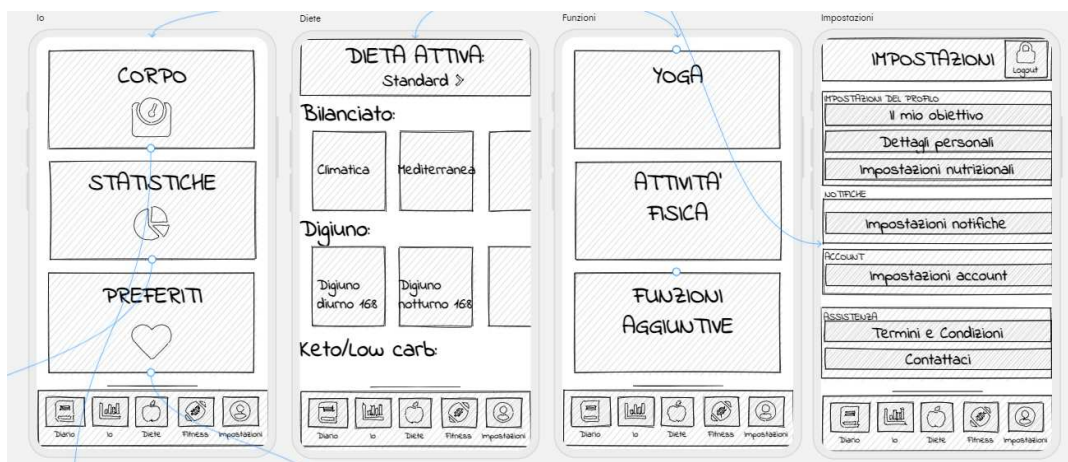 Io
CORPO
STATISTICHE
PREFERITI
Diario Io Diete Fitness Impostazioni
Diete
DIETA ATTIVA:
Standard
Bilanciato:
Climatica Mediterranea
Digiuno:
Digiuno
diurno 168
Digiuno
notturno 168
Keto/Low carb:
Diario Io Diete Fitness Impostazioni
Funzioni
YOGA
ATTIVITA'
FISICA
FUNZIONI
AGGIUNTIVE
Diario Io Diete Fitness Impostazioni
Impostazioni
IMPOSTAZIONI
Logout
IMPOSTAZIONI DEL PROFILO
Il mio obiettivo
Dettagli personali
Impostazioni nutrizionali
NOTIFICHE
Impostazioni notifiche
ACCOUNT
Impostazioni account
ASSISTENZA
Termini e Condizioni
Contattaci
Diario Io Diete Fitness Impostazioni